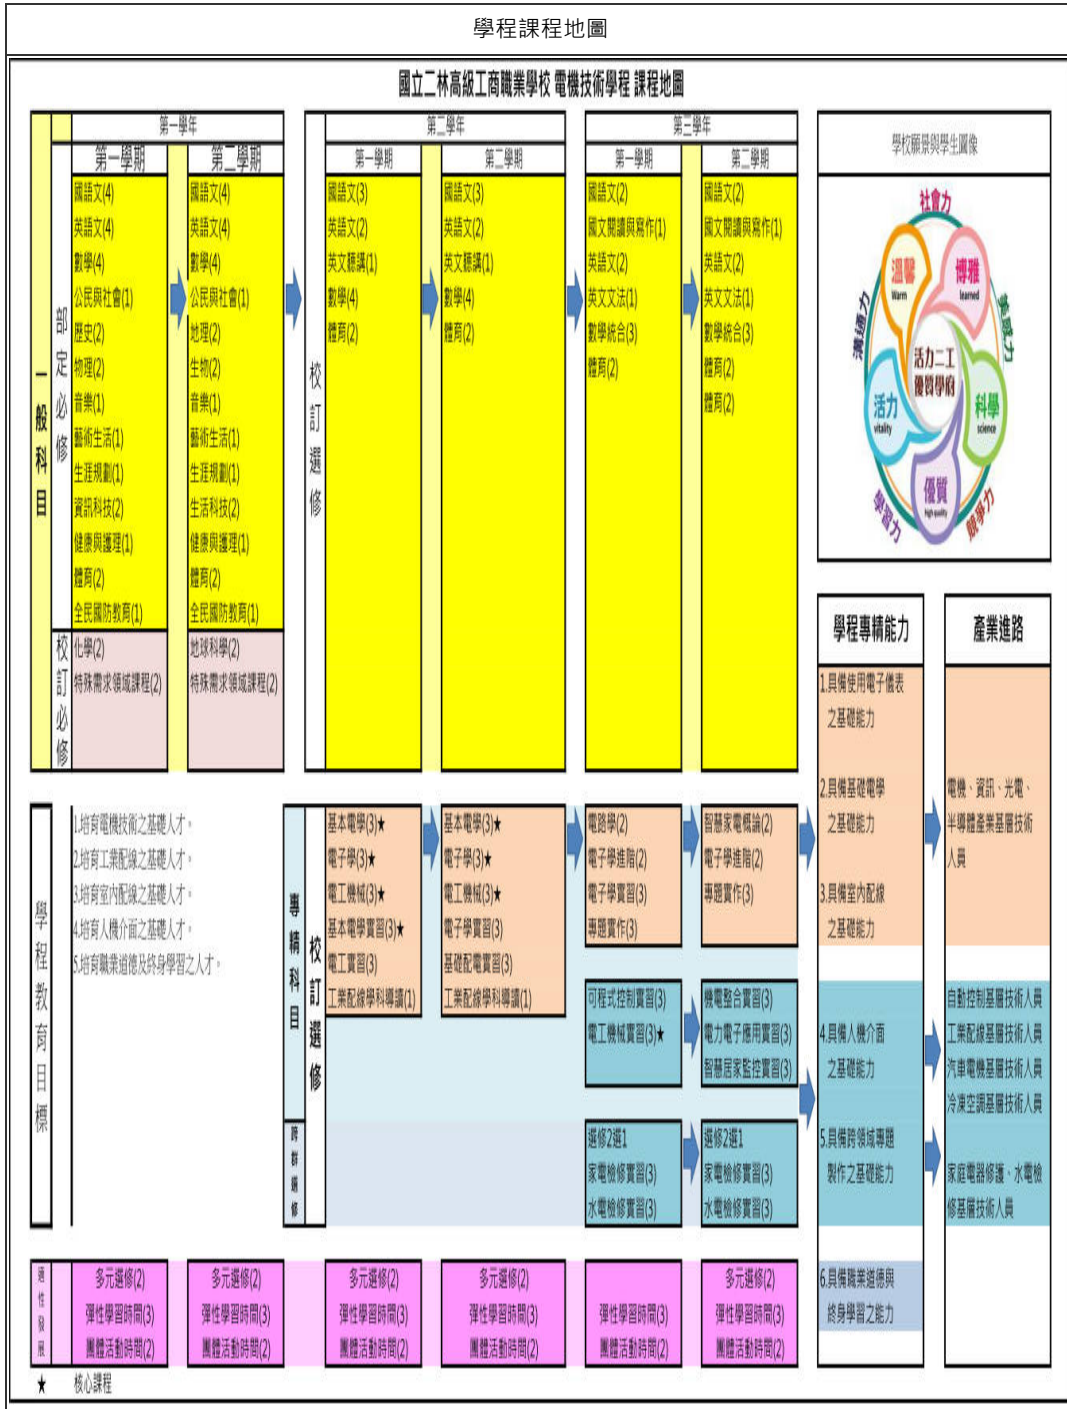 學程課程地圖
國立二林高級工商職業學校 電機技術學程 課程地圖
第一學年
第一學期
第二學期
第二學年
第一學期
第二學期
第三學年
第一學期
第二學期
一般科目
部定必修
國語文(4)
英語文(4)
數學(4)
公民與社會(1)
歷史(2)
物理(2)
音樂(1)
藝術生活(1)
生涯規劃(1)
資訊科技(2)
健康與護理(1)
體育(2)
全民國防教育(1)
國語文(4)
英語文(4)
數學(4)
公民與社會(1)
地理(2)
生物(2)
音樂(1)
藝術生活(1)
生涯規劃(1)
生活科技(2)
健康與護理(1)
體育(2)
全民國防教育(1)
校訂必修
化學(2)
特殊需求領域課程(2)
地球科學(2)
特殊需求領域課程(2)
校訂選修
國語文(3)
英語文(2)
英文聽講(1)
數學(4)
體育(2)
國語文(3)
英語文(2)
英文聽講(1)
數學(4)
體育(2)
國語文(2)
國文閱讀與寫作(1)
英語文(2)
英文文法(1)
數學統合(3)
體育(2)
國語文(2)
國文閱讀與寫作(1)
英語文(2)
英文文法(1)
數學統合(3)
體育(2)
體育(2)
學校願景與學生圖像
社會力
溝通力
美感力
學習力
競爭力
溫馨
Warm
博雅
learned
活力
vitality
科學
science
優質
high quality
活力二工
優質學府
學程教育目標
1.培育電機技術之基礎人才。
2.培育工業配線之基礎人才。
3.培育室內配線之基礎人才。
4.培育人機介面之基礎人才。
5.培育職業道德及終身學習之人才。
專精科目
跨群選修
校訂選修
基本電學(3)★
電子學(3)★
電工機械(3)★
基本電學實習(3)★
電工實習(3)
工業配線學科導讀(1)
基本電學(3)★
電子學(3)★
電工機械(3)★
電子學實習(3)
基礎配電實習(3)
工業配線學科導讀(1)
電路學(2)
電子學進階(2)
電子學實習(3)
專題實作(3)
智慧家電概論(2)
電子學進階(2)
專題實作(3)
可程式控制實習(3)
電工機械實習(3)★
機電整合實習(3)
電力電子應用實習(3)
智慧居家監控實習(3)
選修2選1
家電檢修實習(3)
水電檢修實習(3)
選修2選1
家電檢修實習(3)
水電檢修實習(3)
學程專精能力
1.具備使用電子儀表
之基礎能力
2.具備基礎電學
之基礎能力
3.具備室內配線
之基礎能力
4.具備人機介面
之基礎能力
5.具備跨領域專題
製作之基礎能力
6.具備職業道德與
終身學習之能力
產業進路
電機、資訊、光電、
半導體產業基層技術
人員
自動控制基層技術人員
工業配線基層技術人員
汽車電機基層技術人員
冷凍空調基層技術人員
家庭電器修護、水電檢
修基層技術人員
適性發展
多元選修(2)
彈性學習時間(3)
團體活動時間(2)
多元選修(2)
彈性學習時間(3)
團體活動時間(2)
多元選修(2)
彈性學習時間(3)
團體活動時間(2)
多元選修(2)
彈性學習時間(3)
團體活動時間(2)
彈性學習時間(3)
團體活動時間(2)
多元選修(2)
彈性學習時間(3)
團體活動時間(2)
★ 核心課程